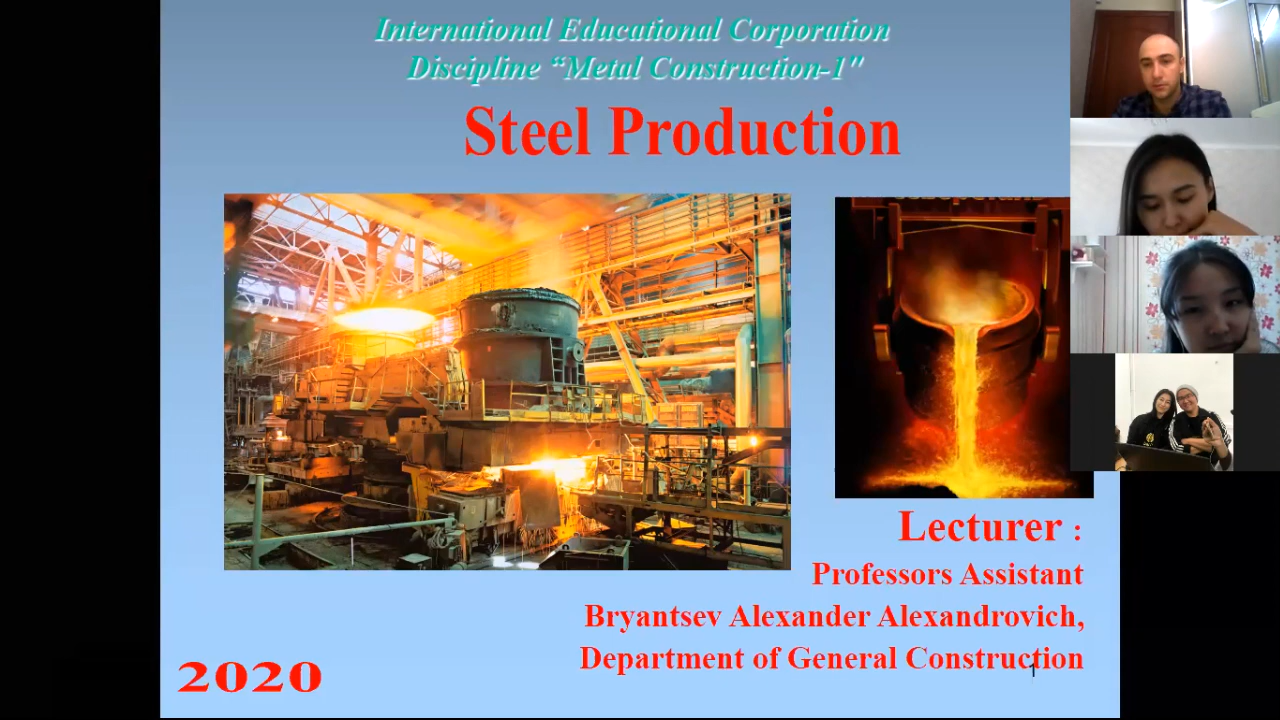 International Educational Corporation
Discipline “Metal Construction-1"
Steel Production
Lecturer :
Professors Assistant
Bryantsev Alexander Alexandrovich,
Department of General Construction
1
2020